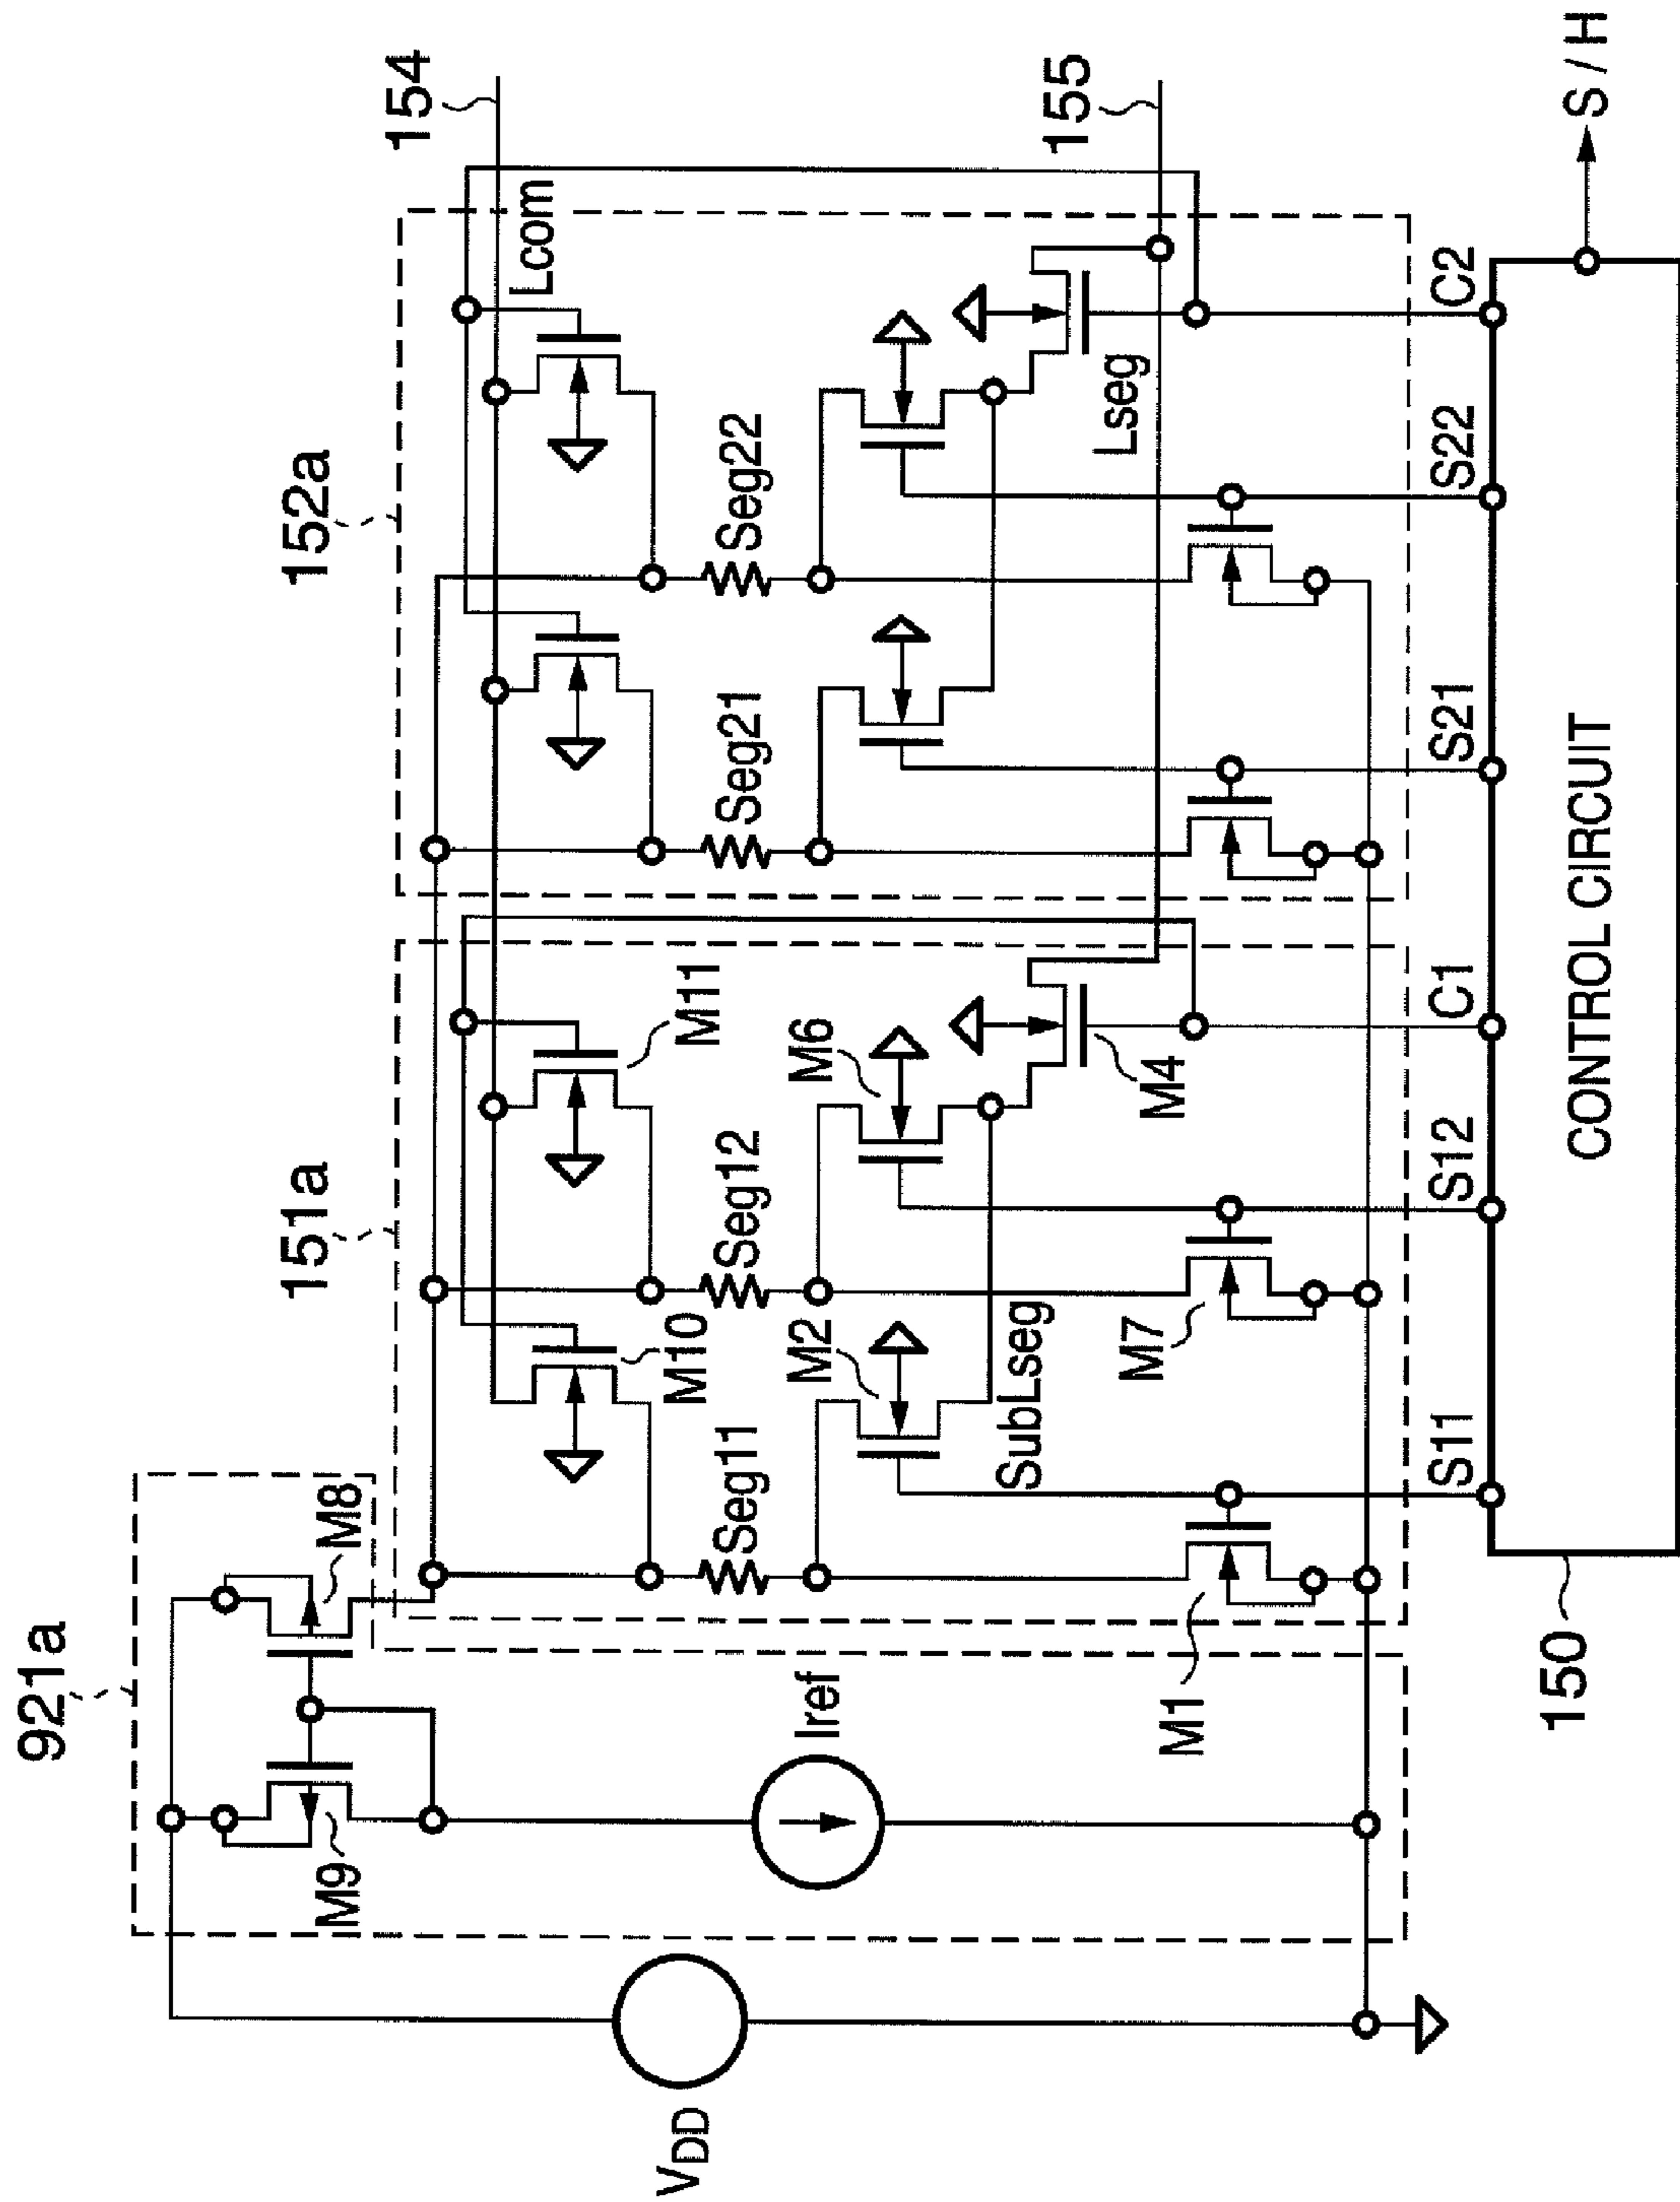 921a
151a
152a
154
155
VDD
M9
M8
Iref
M10
M11
Lcom
Seg11
Seg12
Seg21
Seg22
M2
M6
SubLseg
M4
Lseg
M1
M7
S11
S12
C1
S21
S22
C2
150
CONTROL CIRCUIT
S / H